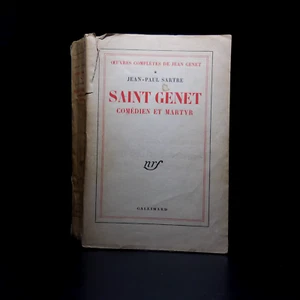 ŒUVRES COMPLÈTES DE JEAN GENET
*
JEAN-PAUL SARTRE
SAINT GENET
COMÉDIEN ET MARTYR
nrf
GALLIMARD